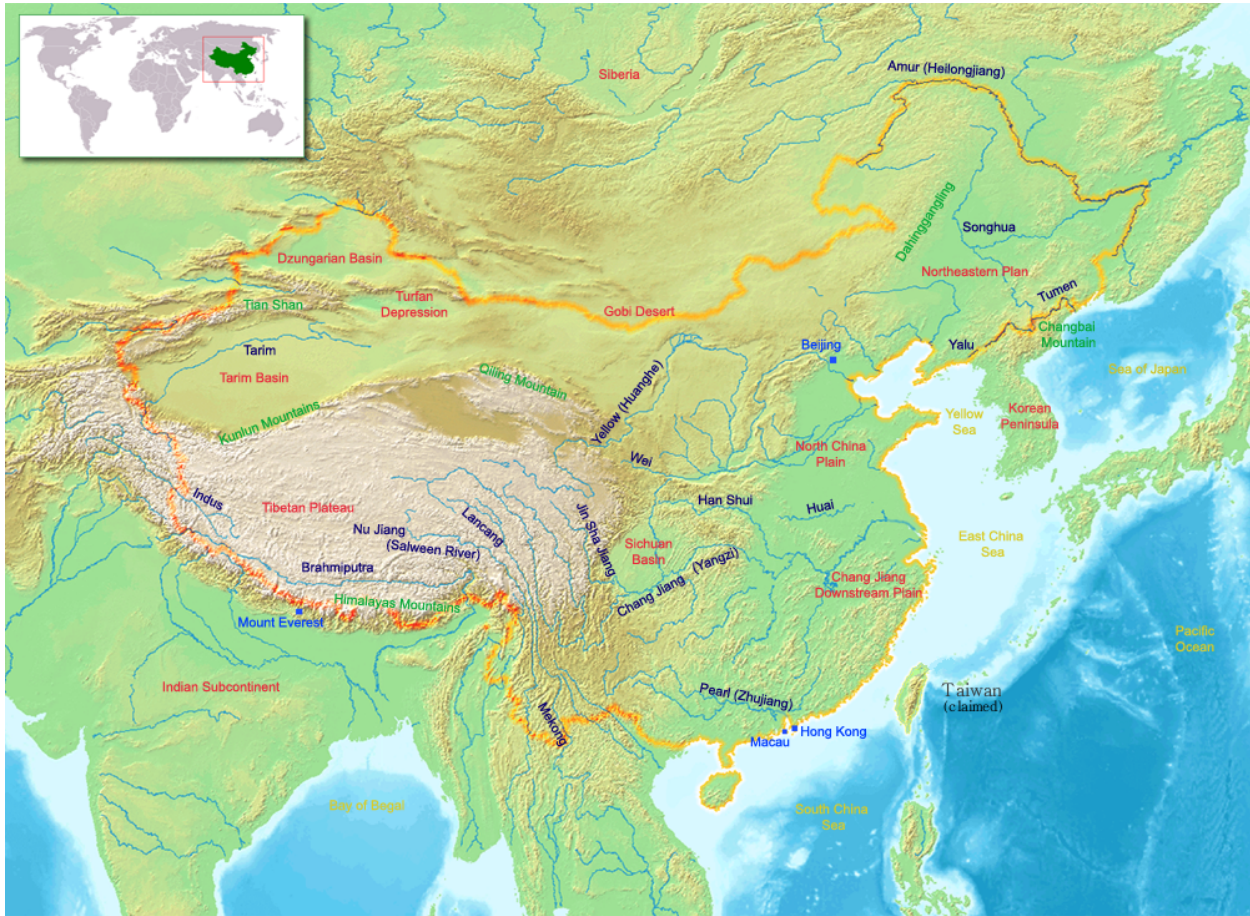 Siberia
Amur (Heilongjiang)
Dahinggangling
Songhua
Dzungarian Basin
Northeastern Plan
Tian Shan
Turfan
Depression
Gobi Desert
Tumen
Changbai
Mountain
Beijing
Yalu
Tarim
Tarim Basin
Qiling Mountain
Sea of Japan
Kunlun Mountains
Yellow (Huanghe)
Yellow
Sea
Korean
Peninsula
North China
Plain
Wei
Indus
Tibetan Plateau
Han Shui
Huai
Nu Jiang
(Salween River)
Lancang
Jin Sha Jiang
Sichuan
Basin
East China
Sea
Brahmiputra
Chang Jiang (Yangzi)
Chang Jiang
Downstream Plain
Himalayas Mountains
Mount Everest
Pacific
Ocean
Indian Subcontinent
Pearl (Zhujiang)
Taiwan
(claimed)
Mekong
Macau
Hong Kong
Bay of Begal
South China
Sea